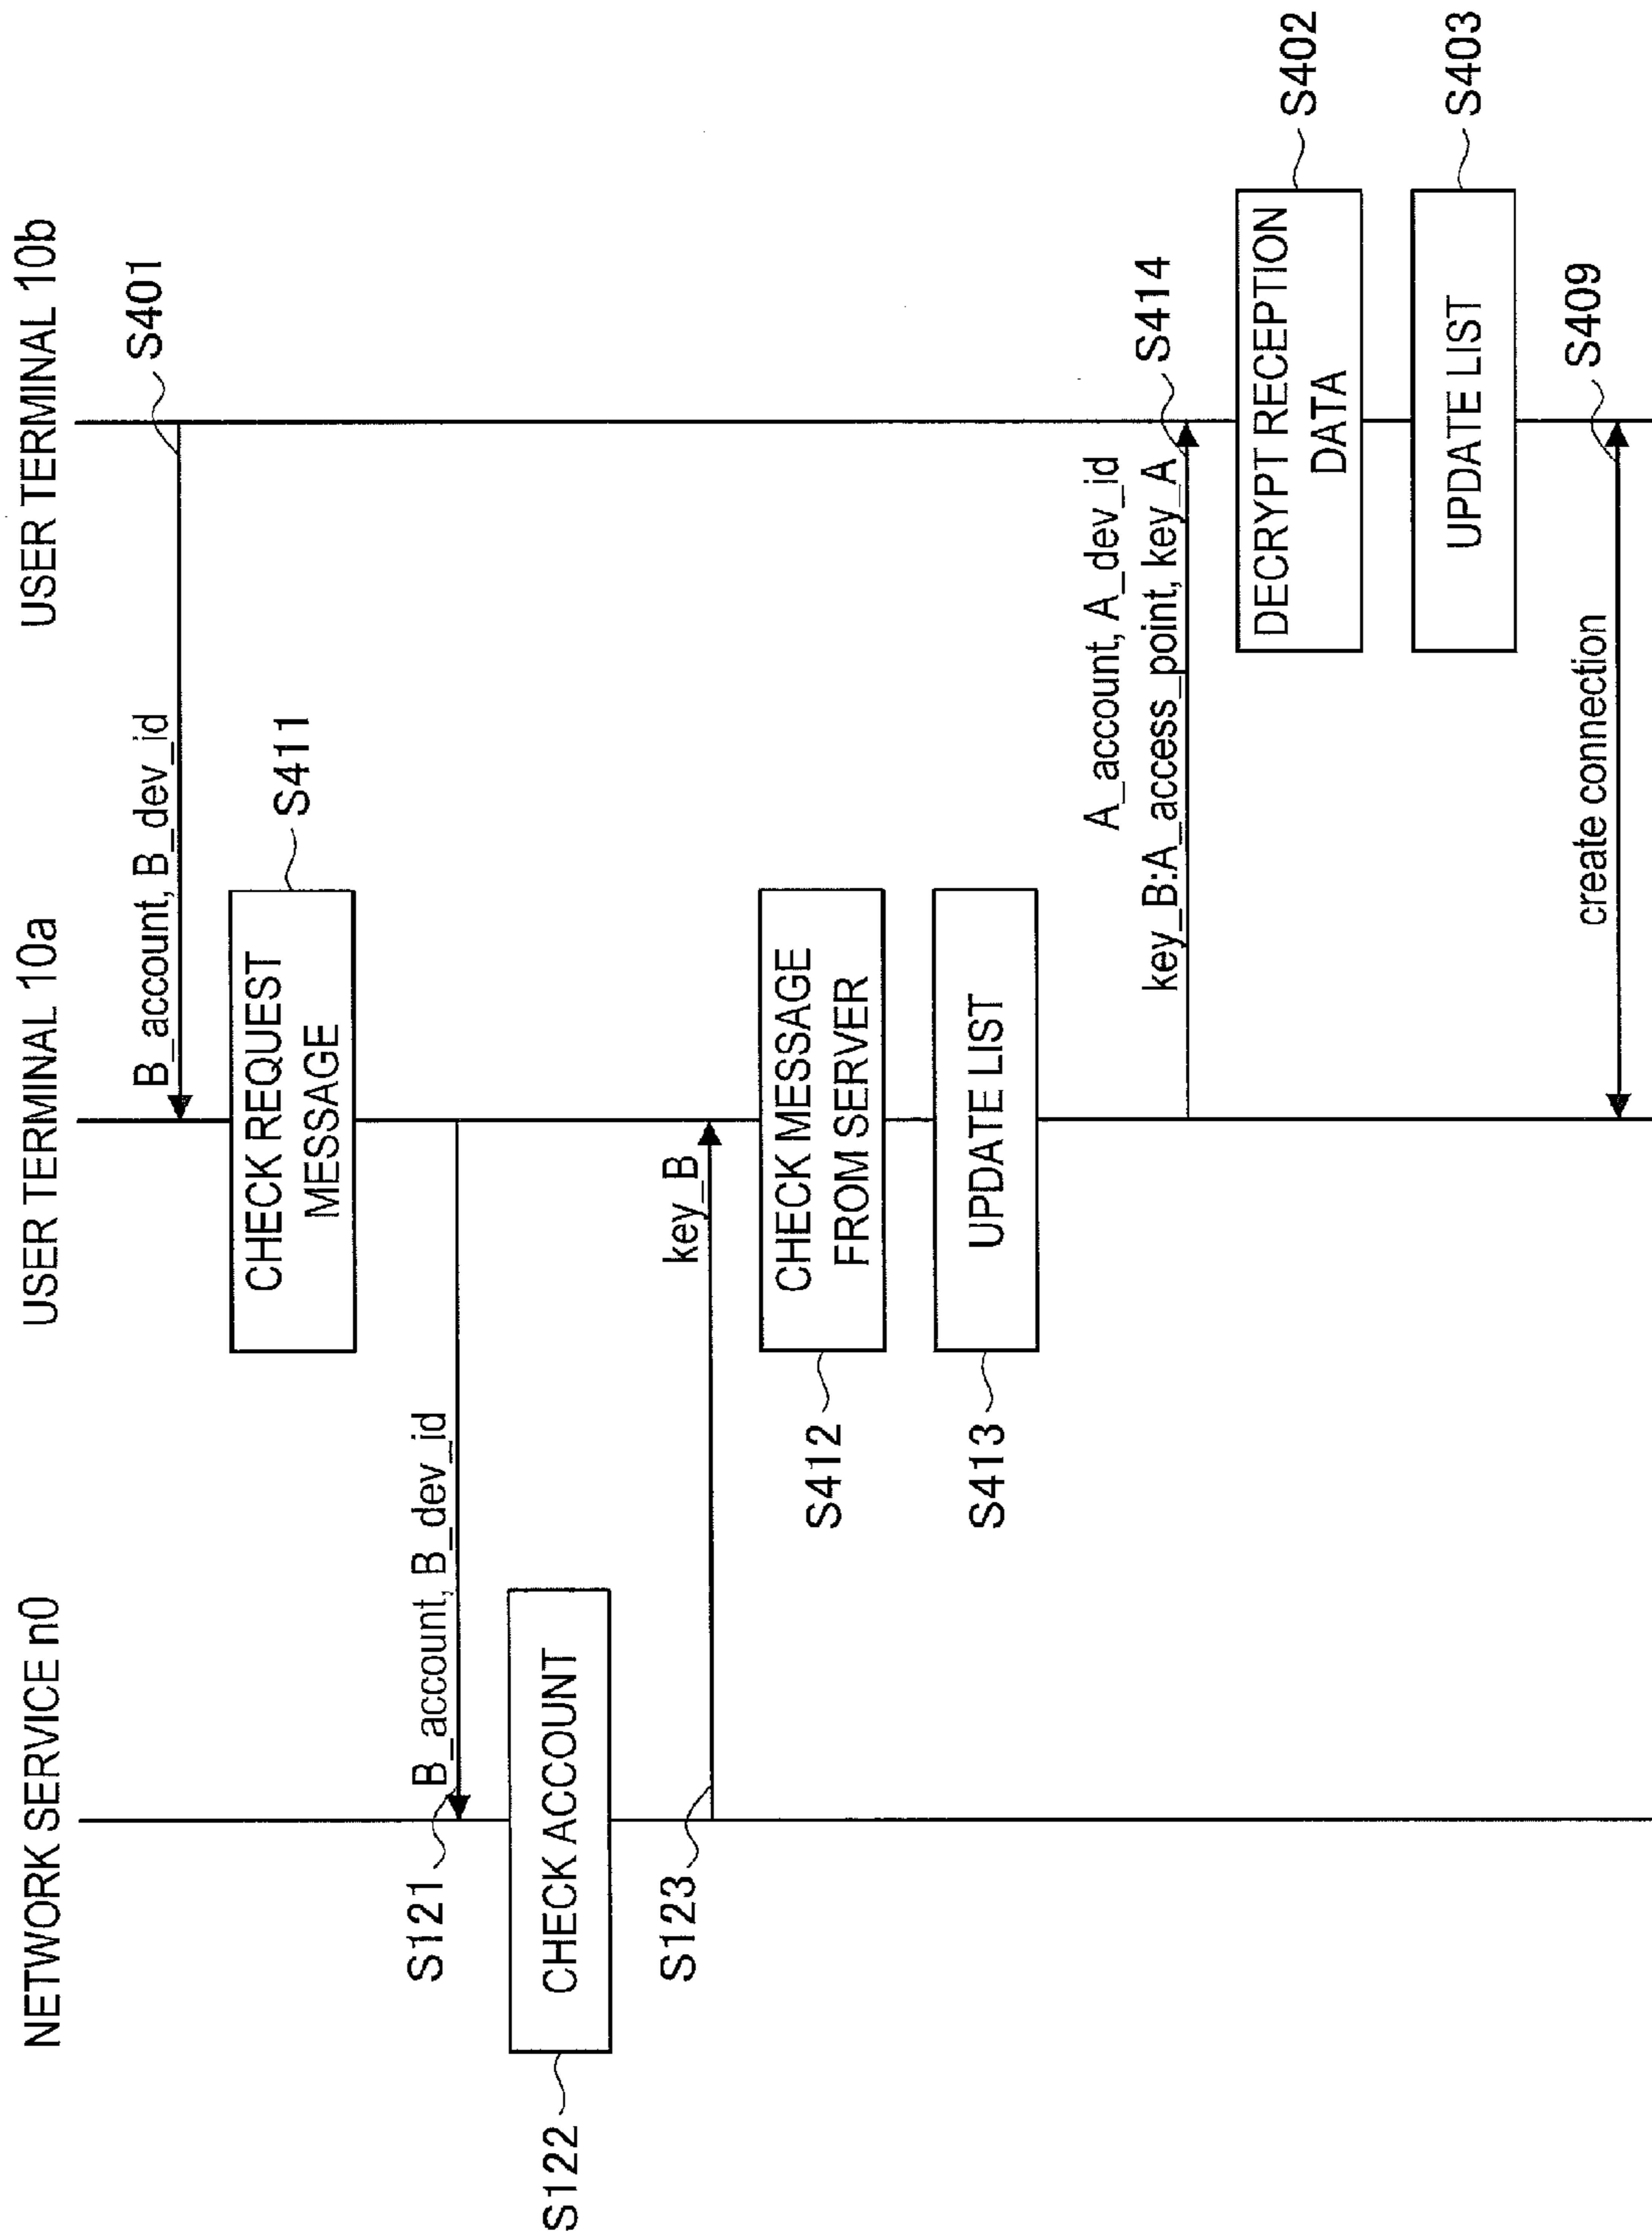 NETWORK SERVICE n0
USER TERMINAL 10a
USER TERMINAL 10b
B_account, B_dev_id
S401
CHECK REQUEST
MESSAGE
S411
S121
B_account, B_dev_id
S122
CHECK ACCOUNT
S123
key_B
S412
CHECK MESSAGE
FROM SERVER
S413
UPDATE LIST
A_account, A_dev_id
key_B:A_access_point, key_A
S414
DECRYPT RECEPTION
DATA
S402
UPDATE LIST
S403
create connection
S409